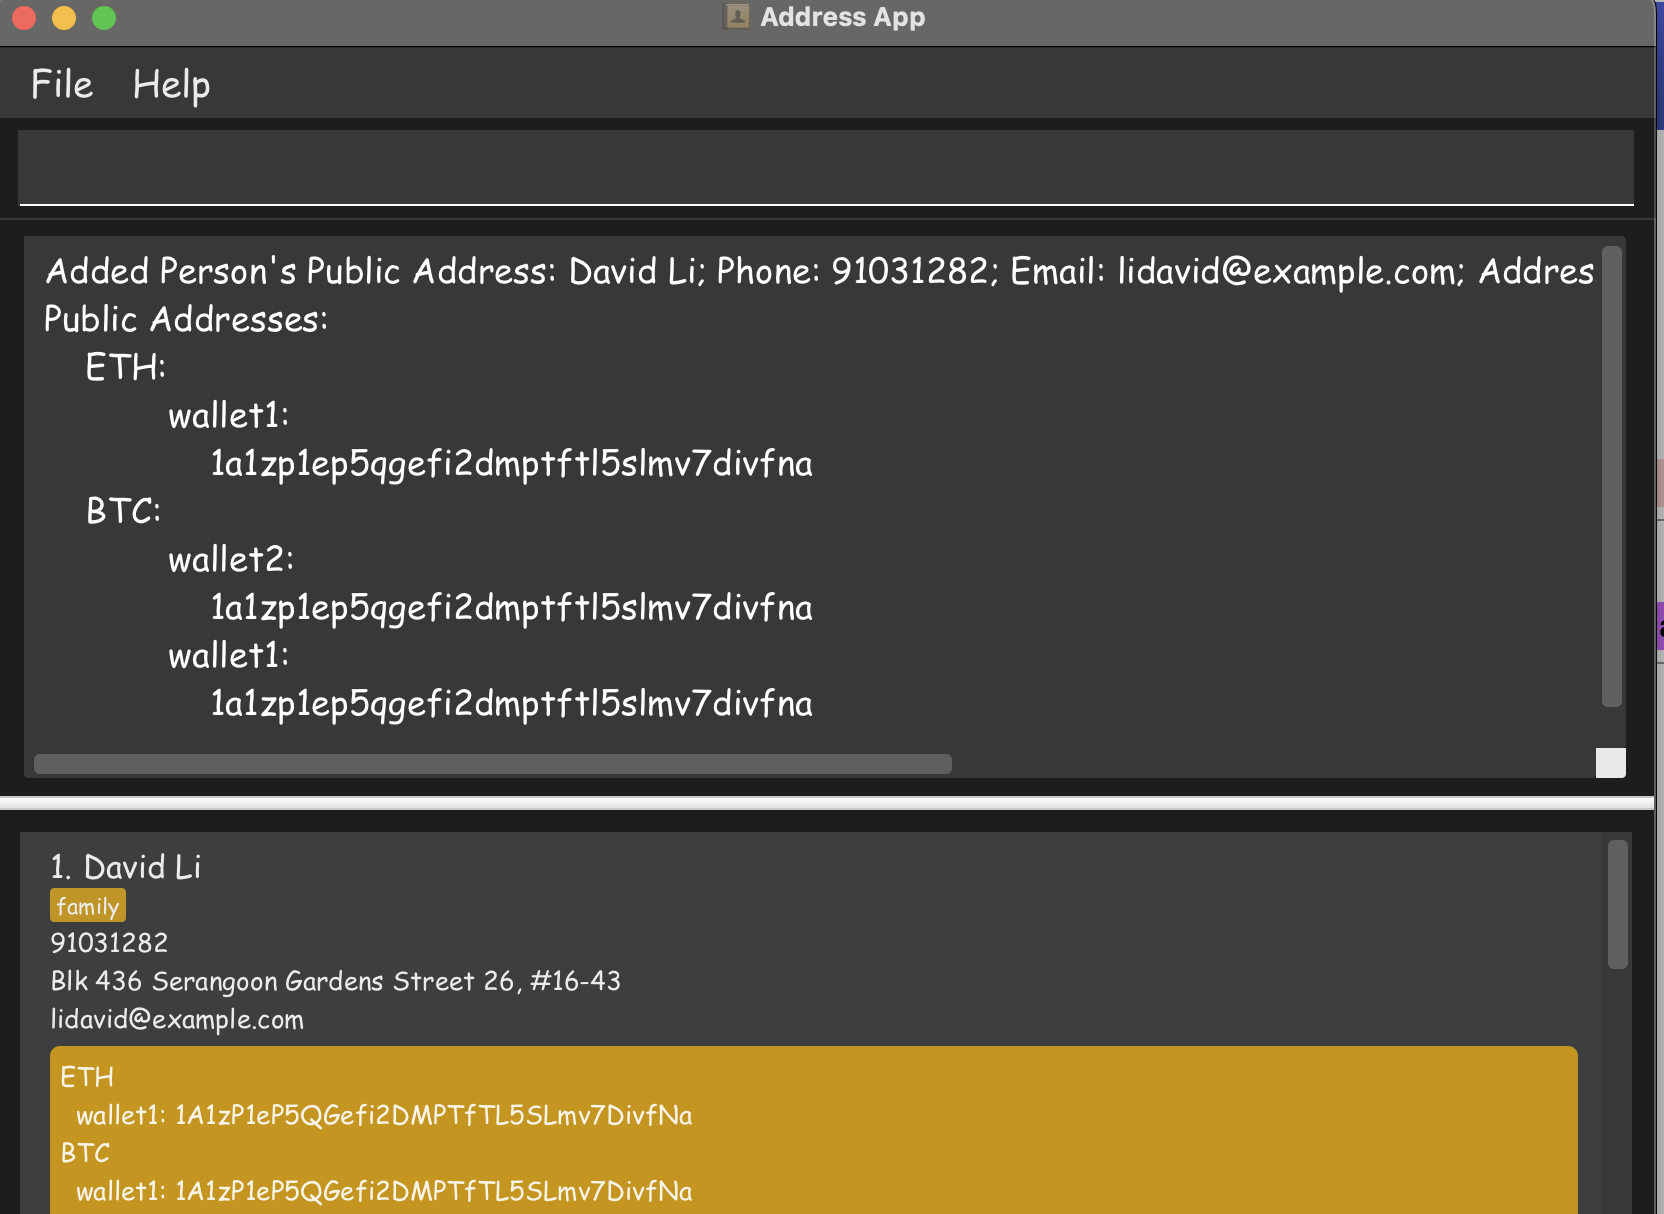 Address App
File Help
Added Person's Public Address: David Li; Phone: 91031282; Email: lidavid@example.com; Addres
Public Addresses:
ETH:
wallet1:
1a1zp1ep5qgefi2dmptftl5slmv7divfna
BTC:
wallet2:
1a1zp1ep5qgefi2dmptftl5slmv7divfna
wallet1:
1a1zp1ep5qgefi2dmptftl5slmv7divfna
1. David Li
family
91031282
Blk 436 Serangoon Gardens Street 26, #16-43
lidavid@example.com
ETH
wallet1: 1A1zP1eP5QGefi2DMPTfTL5SLmv7DivfNa
BTC
wallet1: 1A1zP1eP5QGefi2DMPTfTL5SLmv7DivfNa